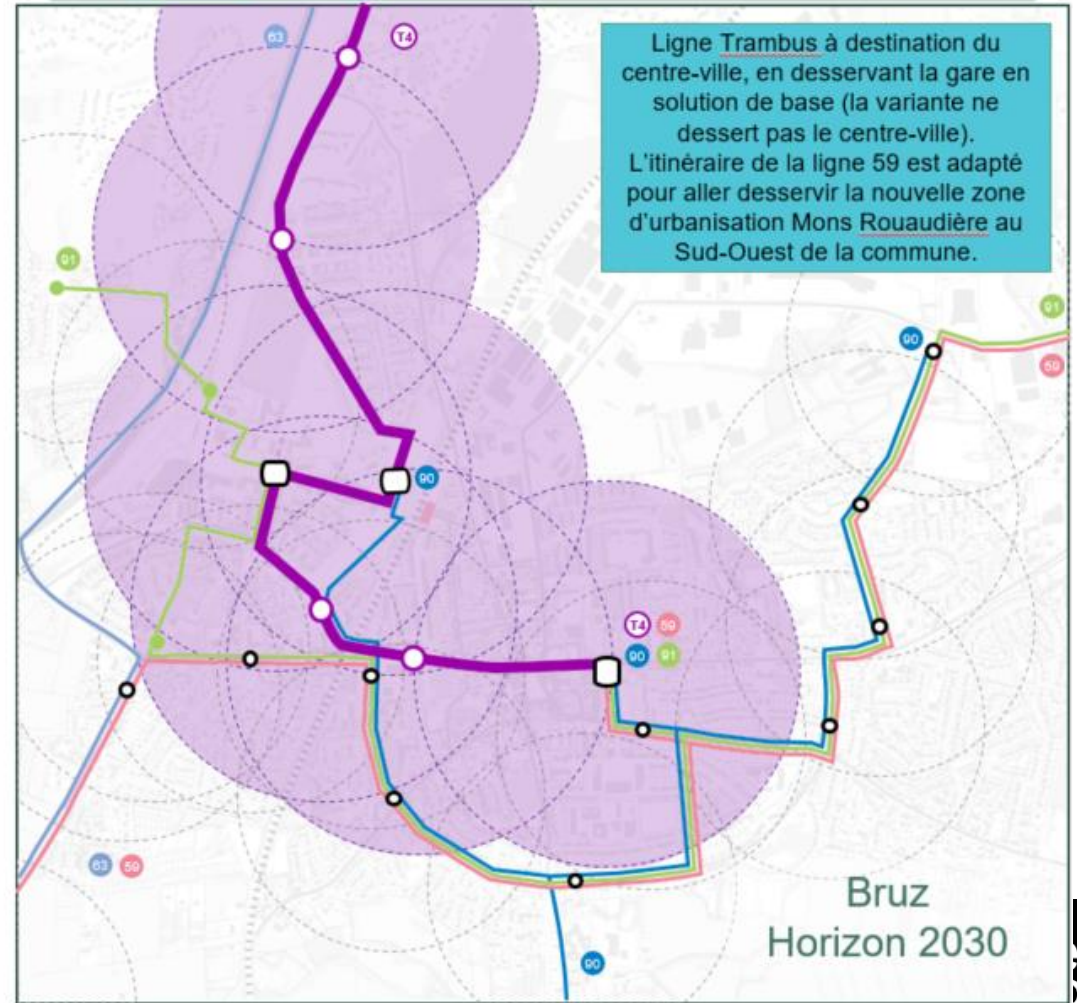 63
T4
Ligne Trambus à destination du
centre-ville, en desservant la gare en
solution de base (la variante ne
dessert pas le centre-ville).
L'itinéraire de la ligne 59 est adapté
pour aller desservir la nouvelle zone
d'urbanisation Mons Rouaudière au
Sud-Ouest de la commune.
91
91
90
59
90
T4 59
90 91
63 59
Bruz
Horizon 2030
90